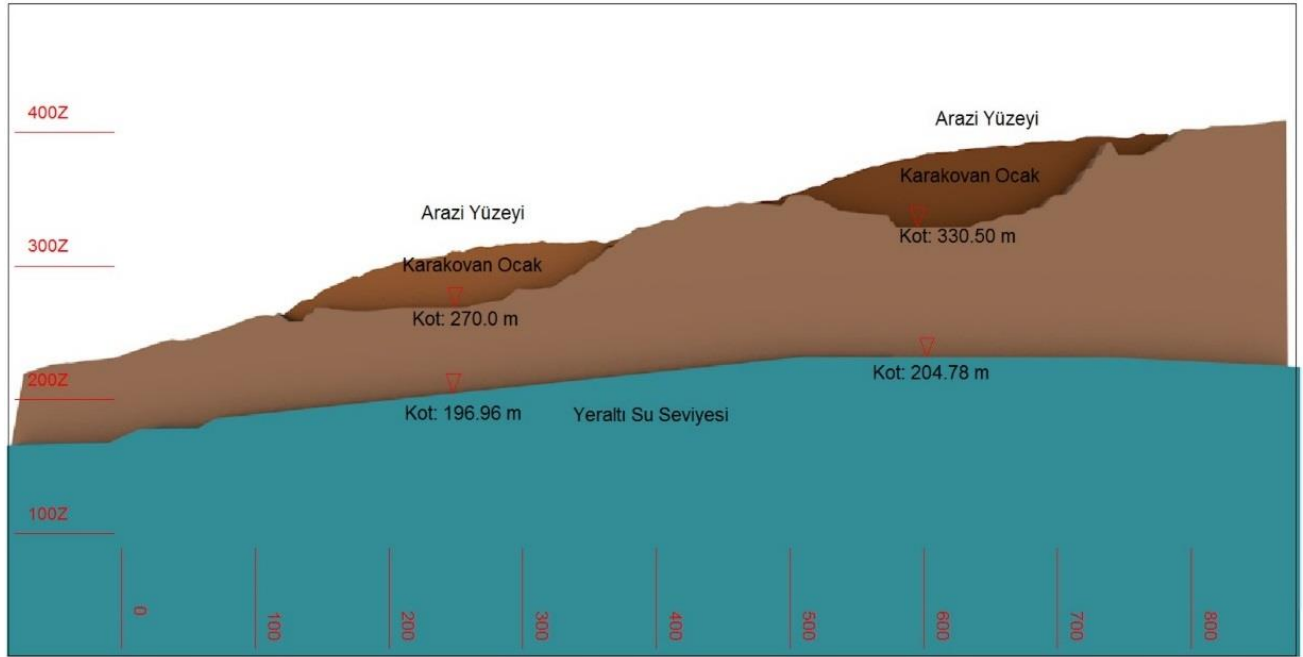 400Z
Arazi Yüzeyi
Karakovan Ocak
Kot: 330.50 m
Arazi Yüzeyi
300Z
Karakovan Ocak
Kot: 270.0 m
200Z
Kot: 204.78 m
Kot: 196.96 m
Yeraltı Su Seviyesi
100Z
0
100
200
300
400
500
600
700
800